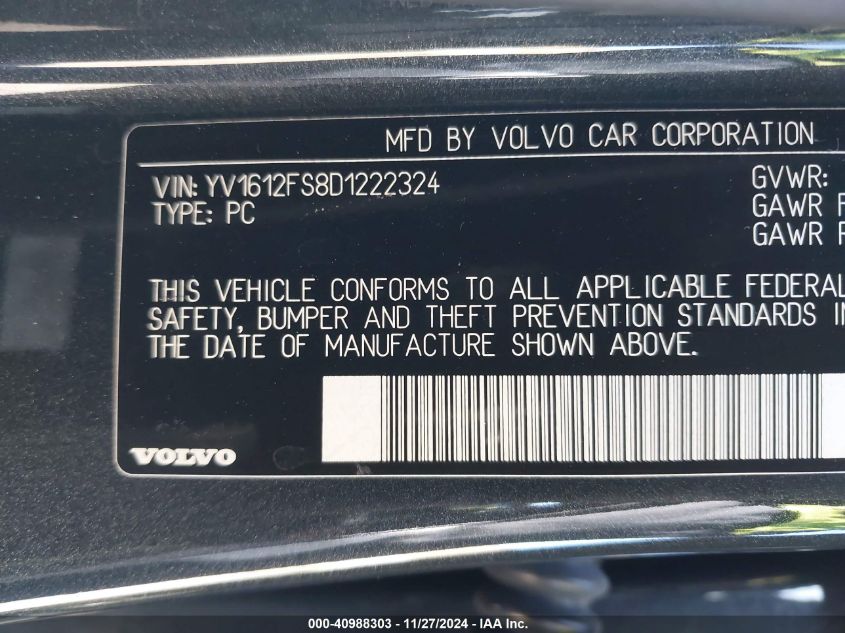 MFD BY VOLVO CAR CORPORATION
VIN: YV1612FS8D1222324
TYPE: PC
GVWR:
GAWR F
GAWR R
THIS VEHICLE CONFORMS TO ALL APPLICABLE FEDERAL
SAFETY, BUMPER AND THEFT PREVENTION STANDARDS IN
THE DATE OF MANUFACTURE SHOWN ABOVE.
VOLVO
000-40988303 - 11/27/2024 - IAA Inc.